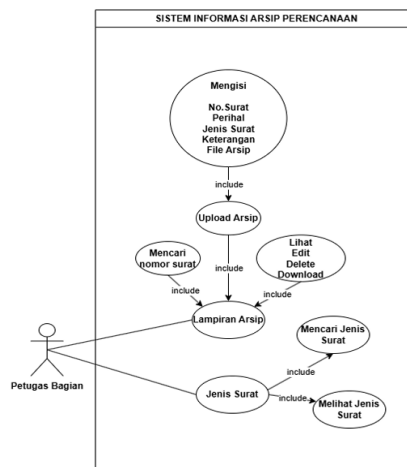 SISTEM INFORMASI ARSIP PERENCANAAN
Mengisi
No.Surat
Perihal
Jenis Surat
Keterangan
File Arsip
include
Upload Arsip
include
Mencari
nomor surat
include
Lihat
Edit
Delete
Download
include
Lampiran Arsip
Petugas Bagian
Jenis Surat
include
Mencari Jenis
Surat
include
Melihat Jenis
Surat